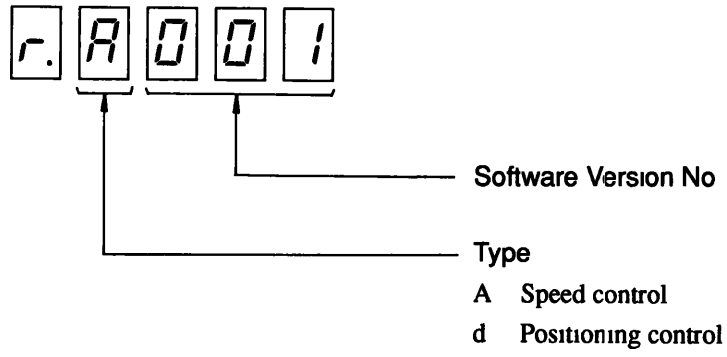 r. A 0 0 1
Software Version No
Type
A Speed control
d Positioning control